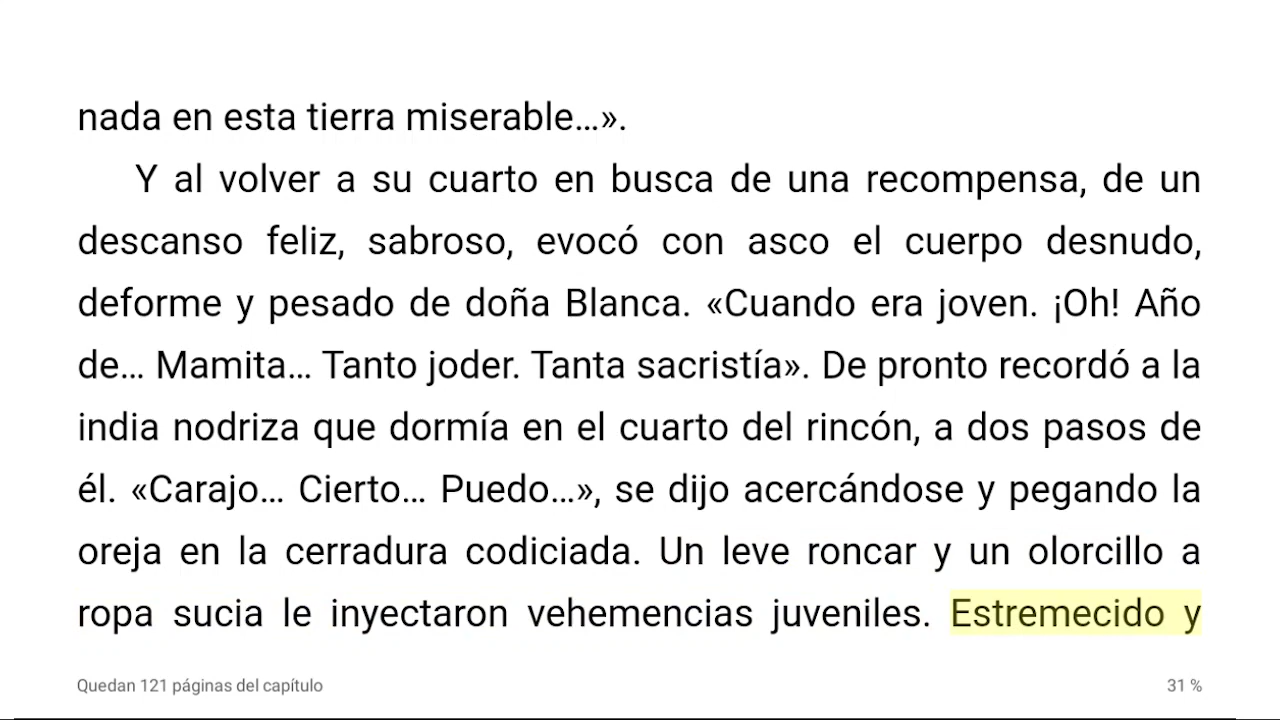 nada en esta tierra miserable…».
Y al volver a su cuarto en busca de una recompensa, de un
descanso feliz, sabroso, evocó con asco el cuerpo desnudo,
deforme y pesado de doña Blanca. «Cuando era joven. ¡Oh! Año
de… Mamita… Tanto joder. Tanta sacristía». De pronto recordó a la
india nodriza que dormía en el cuarto del rincón, a dos pasos de
él. «Carajo… Cierto… Puedo…», se dijo acercándose y pegando la
oreja en la cerradura codiciada. Un leve roncar y un olorcillo a
ropa sucia le inyectaron vehemencias juveniles. Estremecido y
Quedan 121 páginas del capítulo 31 %